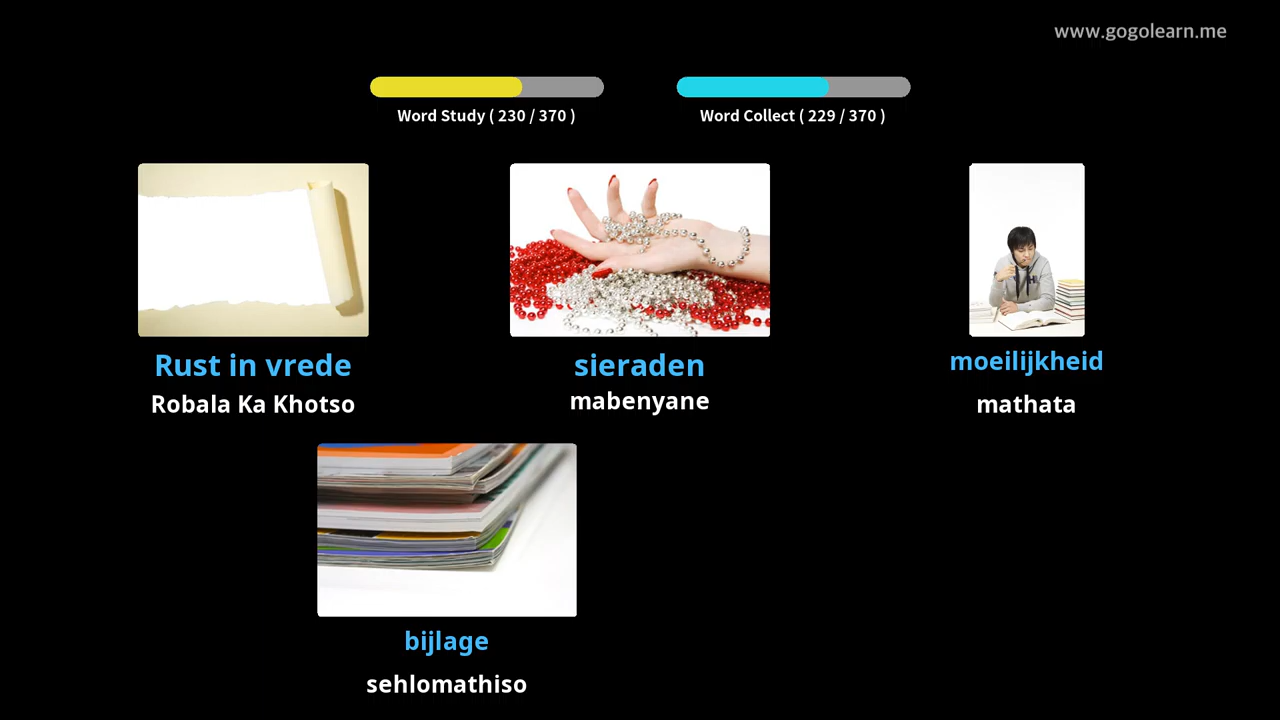 www.gogolearn.me
Word Study ( 230 / 370 )
Word Collect ( 229 / 370 )
Rust in vrede
Robala Ka Khotso
sieraden
mabenyane
moeilijkheid
mathata
bijlage
sehlomathiso